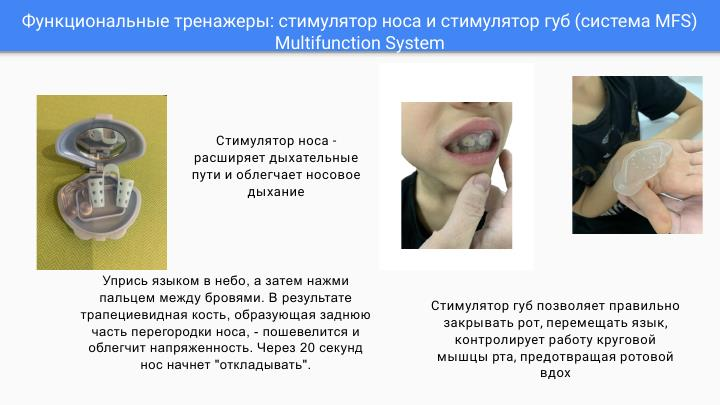 Функциональные тренажеры: стимулятор носа и стимулятор губ (система MFS)
Multifunction System
Стимулятор носа -
расширяет дыхательные
пути и облегчает носовое
дыхание
Упрись языком в небо, а затем нажми
пальцем между бровями. В результате
трапециевидная кость, образующая заднюю
часть перегородки носа, - пошевелится и
облегчит напряженность. Через 20 секунд
нос начнет "откладывать".
Стимулятор губ позволяет правильно
закрывать рот, перемещать язык,
контролирует работу круговой
мышцы рта, предотвращая ротовой
вдох